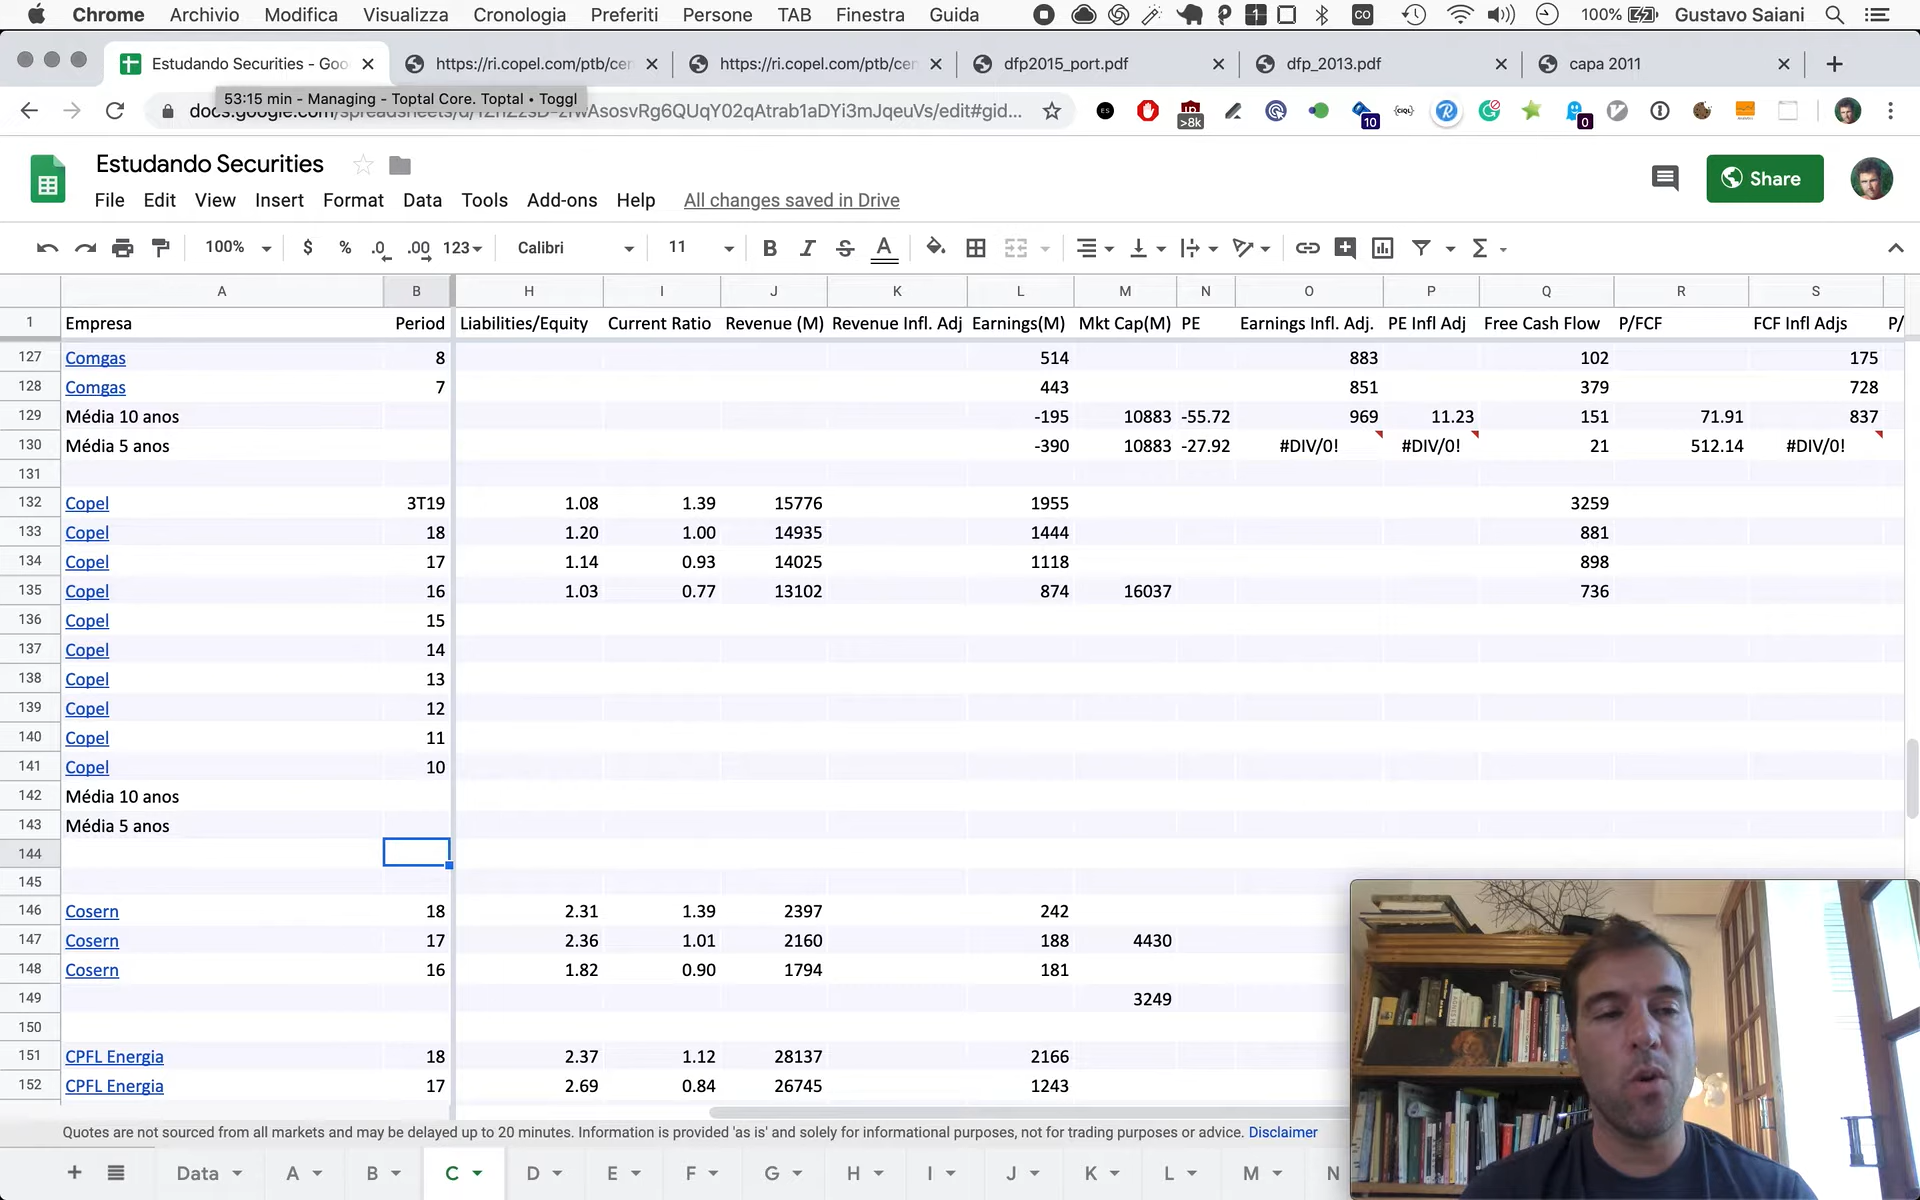 Chrome Archivio Modifica Visualizza Cronologia Preferiti Persone TAB Finestra Guida 100% Gustavo Saiani
Estudando Securities - Goo https://ri.copel.com/ptb/cen https://ri.copel.com/ptb/cen dfp2015_port.pdf dfp_2013.pdf capa 2011
53:15 min - Managing - Toptal Core. Toptal • Toggl
Estudando Securities
Share
File Edit View Insert Format Data Tools Add-ons Help All changes saved in Drive
100% $ % .0 .00 123 Calibri 11 B I S A
A B H I J K L M N O P Q R S
1 Empresa Period Liabilities/Equity Current Ratio Revenue (M) Revenue Infl. Adj Earnings(M) Mkt Cap(M) PE Earnings Infl. Adj. PE Infl Adj Free Cash Flow P/FCF FCF Infl Adjs P/
127 Comgas 8 514 883 102 175
128 Comgas 7 443 851 379 728
129 Média 10 anos -195 10883 -55.72 969 11.23 151 71.91 837
130 Média 5 anos -390 10883 -27.92 #DIV/0! #DIV/0! 21 512.14 #DIV/0!
131
132 Copel 3T19 1.08 1.39 15776 1955 3259
133 Copel 18 1.20 1.00 14935 1444 881
134 Copel 17 1.14 0.93 14025 1118 898
135 Copel 16 1.03 0.77 13102 874 16037 736
136 Copel 15
137 Copel 14
138 Copel 13
139 Copel 12
140 Copel 11
141 Copel 10
142 Média 10 anos
143 Média 5 anos
144
145
146 Cosern 18 2.31 1.39 2397 242
147 Cosern 17 2.36 1.01 2160 188 4430
148 Cosern 16 1.82 0.90 1794 181
149 3249
150
151 CPFL Energia 18 2.37 1.12 28137 2166
152 CPFL Energia 17 2.69 0.84 26745 1243
Quotes are not sourced from all markets and may be delayed up to 20 minutes. Information is provided 'as is' and solely for informational purposes, not for trading purposes or advice. Disclaimer
Data A B C D E F G H I J K L M N